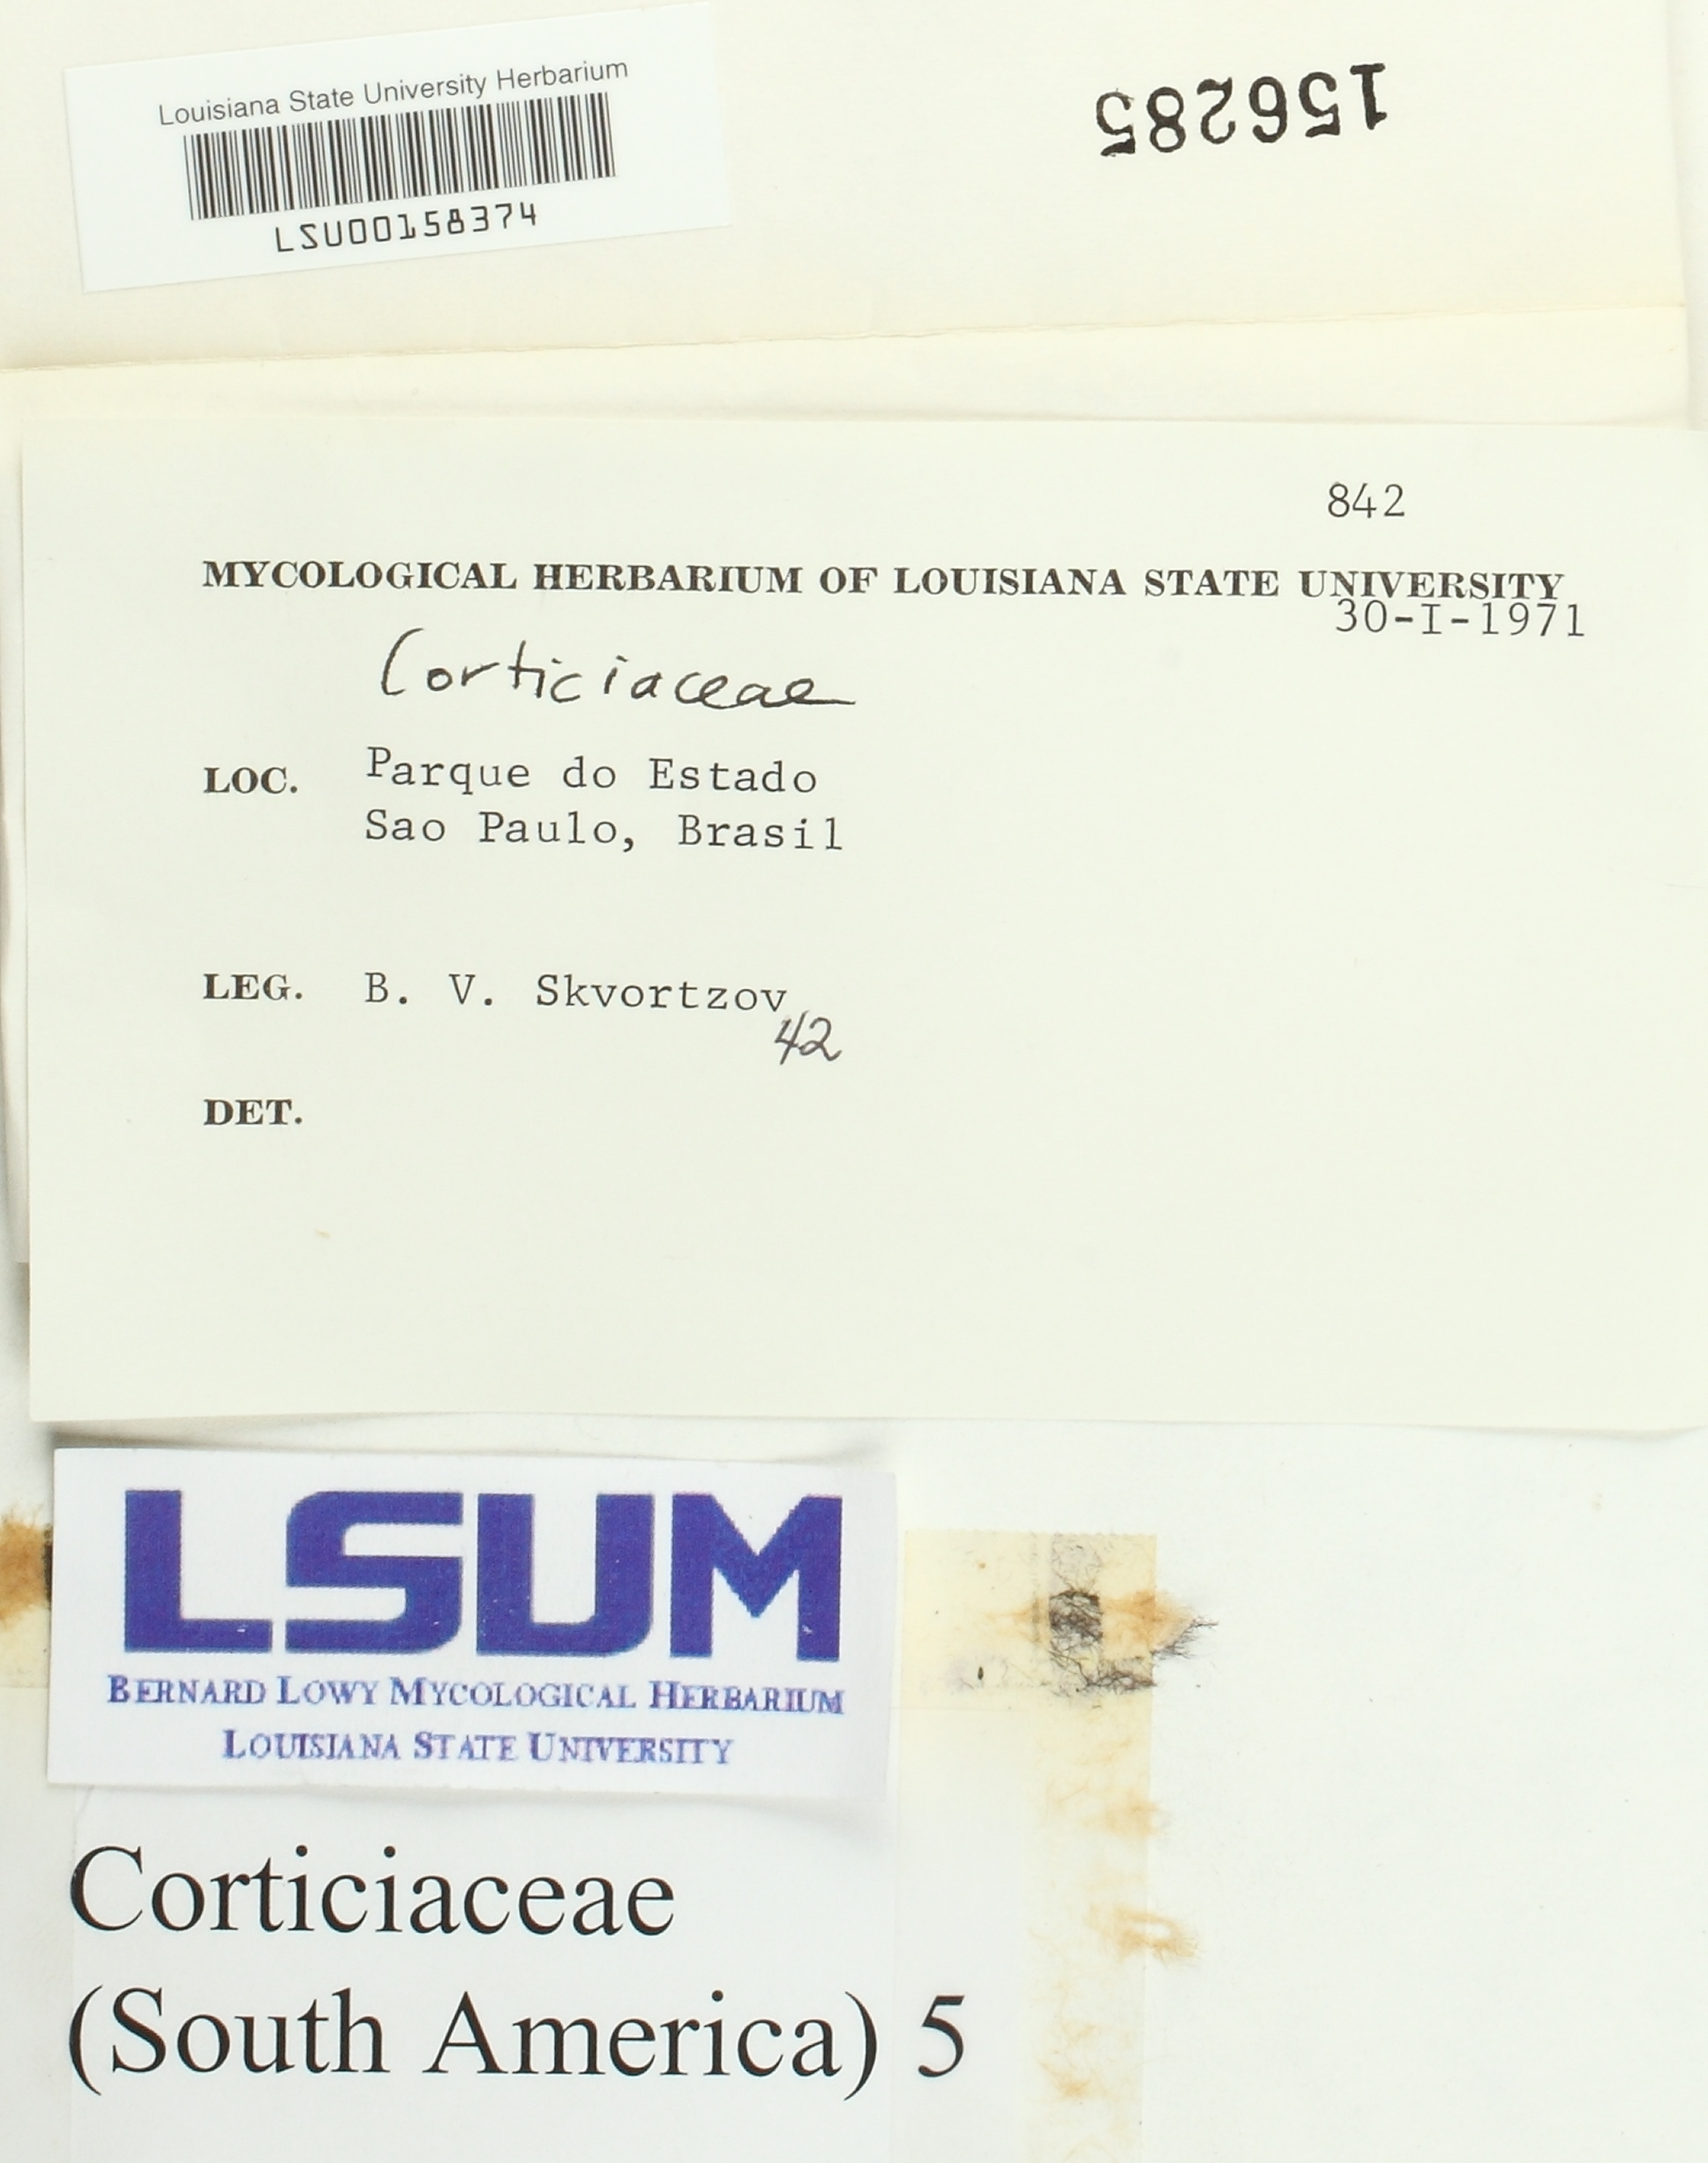 Louisiana State University Herbarium
LSU00158374
156285
842
MYCOLOGICAL HERBARIUM OF LOUISIANA STATE UNIVERSITY
30-I-1971
Corticiaceae
LOC. Parque do Estado
Sao Paulo, Brasil
LEG. B. V. Skvortzov
42
DET.
LSUM
BERNARD LOWY MYCOLOGICAL HERBARIUM
LOUISIANA STATE UNIVERSITY
Corticiaceae
(South America) 5